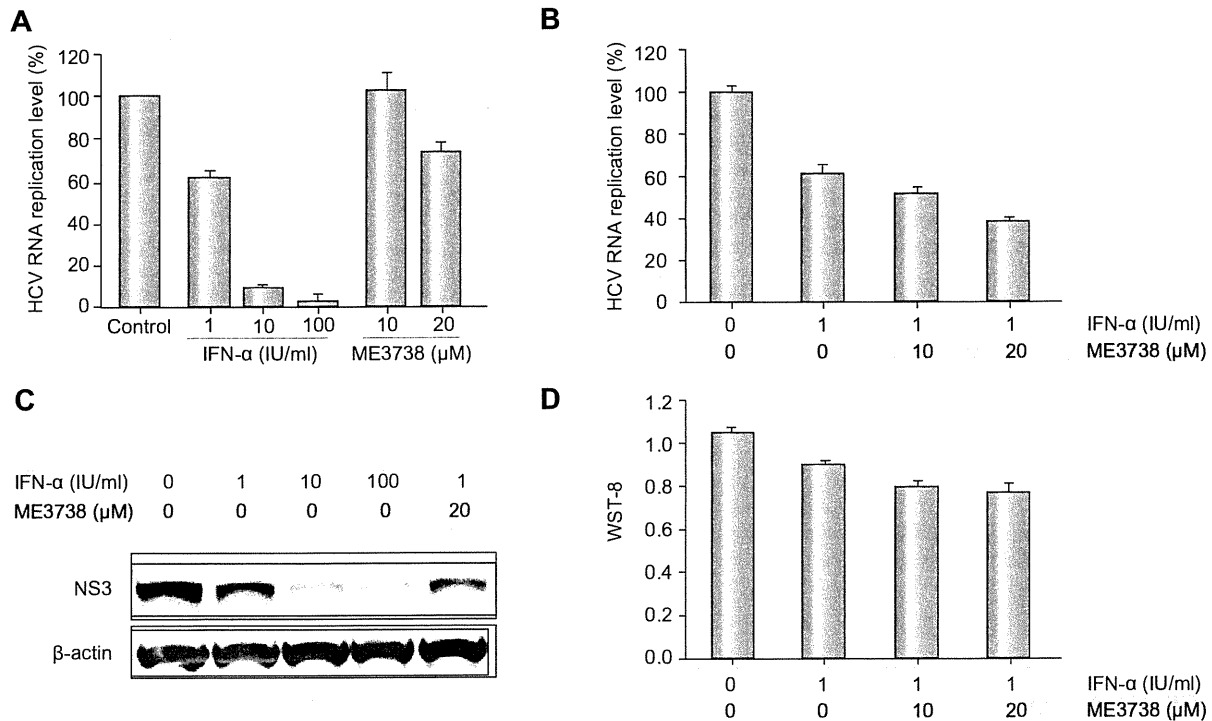 A
HCV RNA replication level (%)
120
100
80
60
40
20
0
Control
1
10
100
10
20
IFN-α (IU/ml)
ME3738 (μM)
B
HCV RNA replication level (%)
120
100
80
60
40
20
0
0 1 1 1 IFN-α (IU/ml)
0 0 10 20 ME3738 (μM)
C
IFN-α (IU/ml) 0 1 10 100 1
ME3738 (μM) 0 0 0 0 20
NS3
β-actin
D
WST-8
1.2
1.0
0.8
0.6
0.4
0.2
0.0
0 1 1 1 IFN-α (IU/ml)
0 0 10 20 ME3738 (μM)